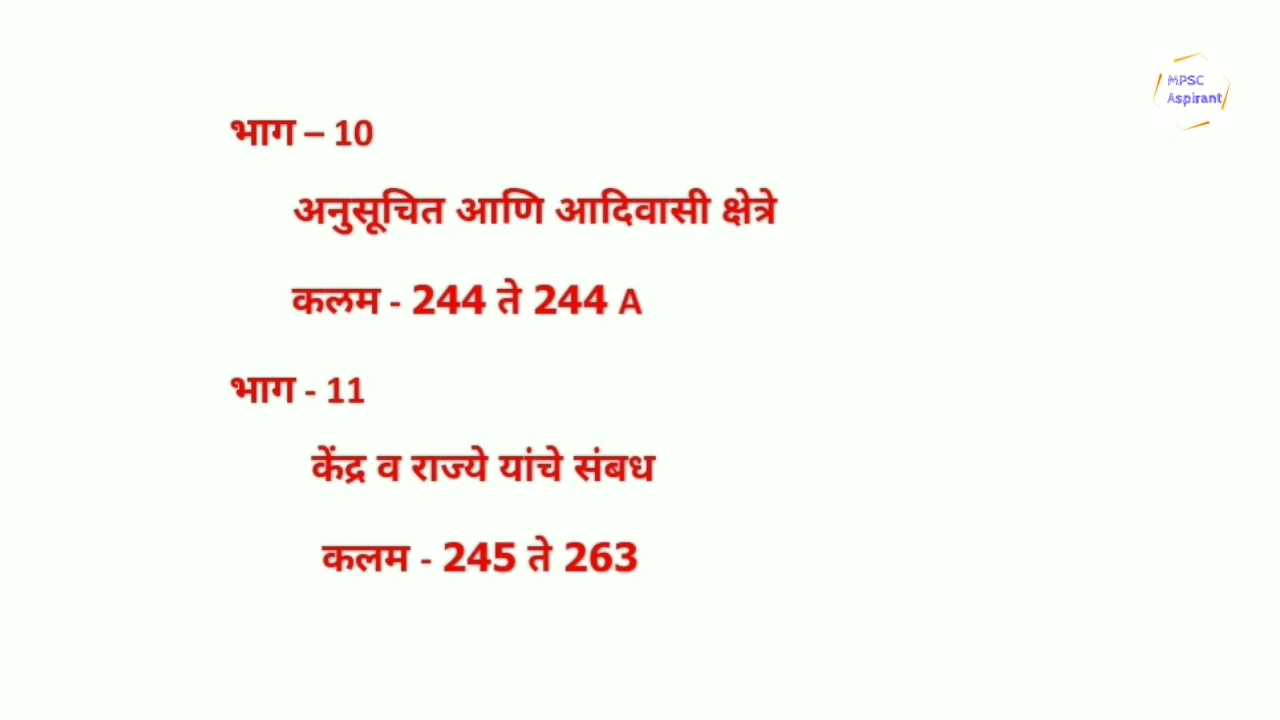 MPSC
Aspirant
भाग – 10
अनुसूचित आणि आदिवासी क्षेत्रे
कलम - 244 ते 244 A
भाग - 11
केंद्र व राज्ये यांचे संबध
कलम - 245 ते 263